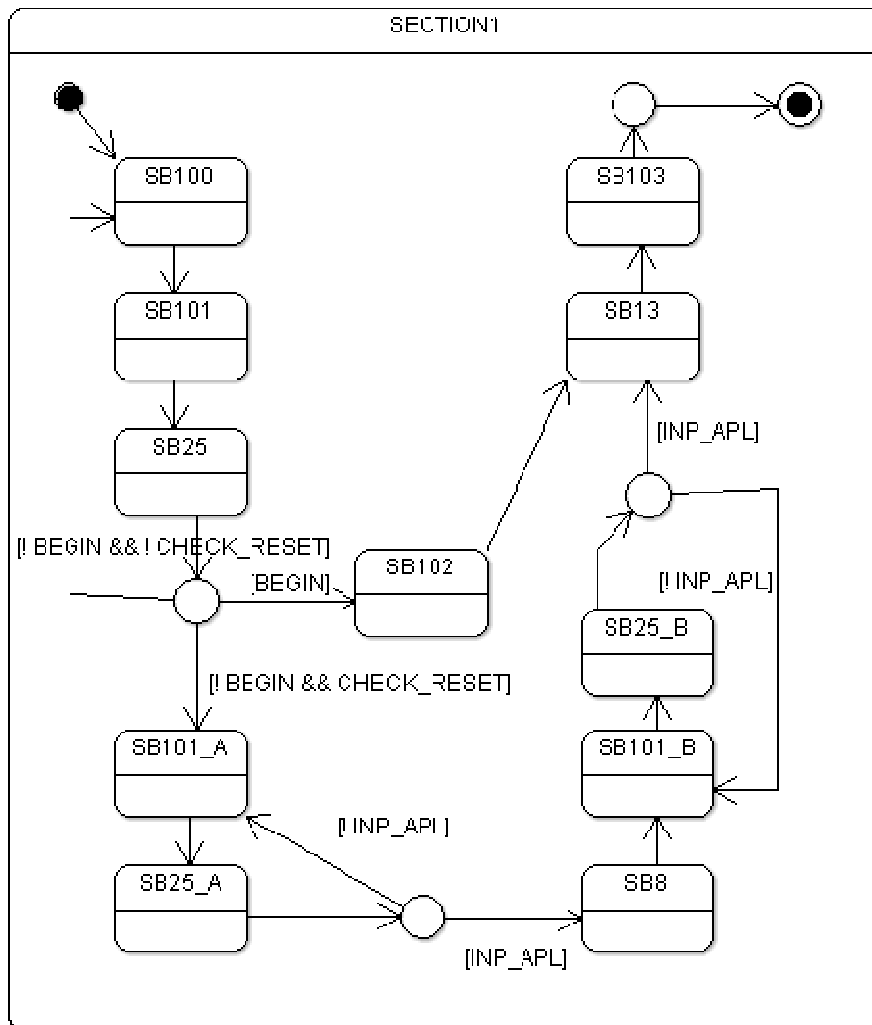 SECTION1
SB100
SB103
SB101
SB13
[INP_APL]
SB25
[! BEGIN && ! CHECK_RESET]
[BEGIN]
SB102
[! INP_APL]
SB25_B
[! BEGIN && CHECK_RESET]
SB101_A
SB101_B
[! INP_APL]
SB25_A
SB8
[INP_APL]